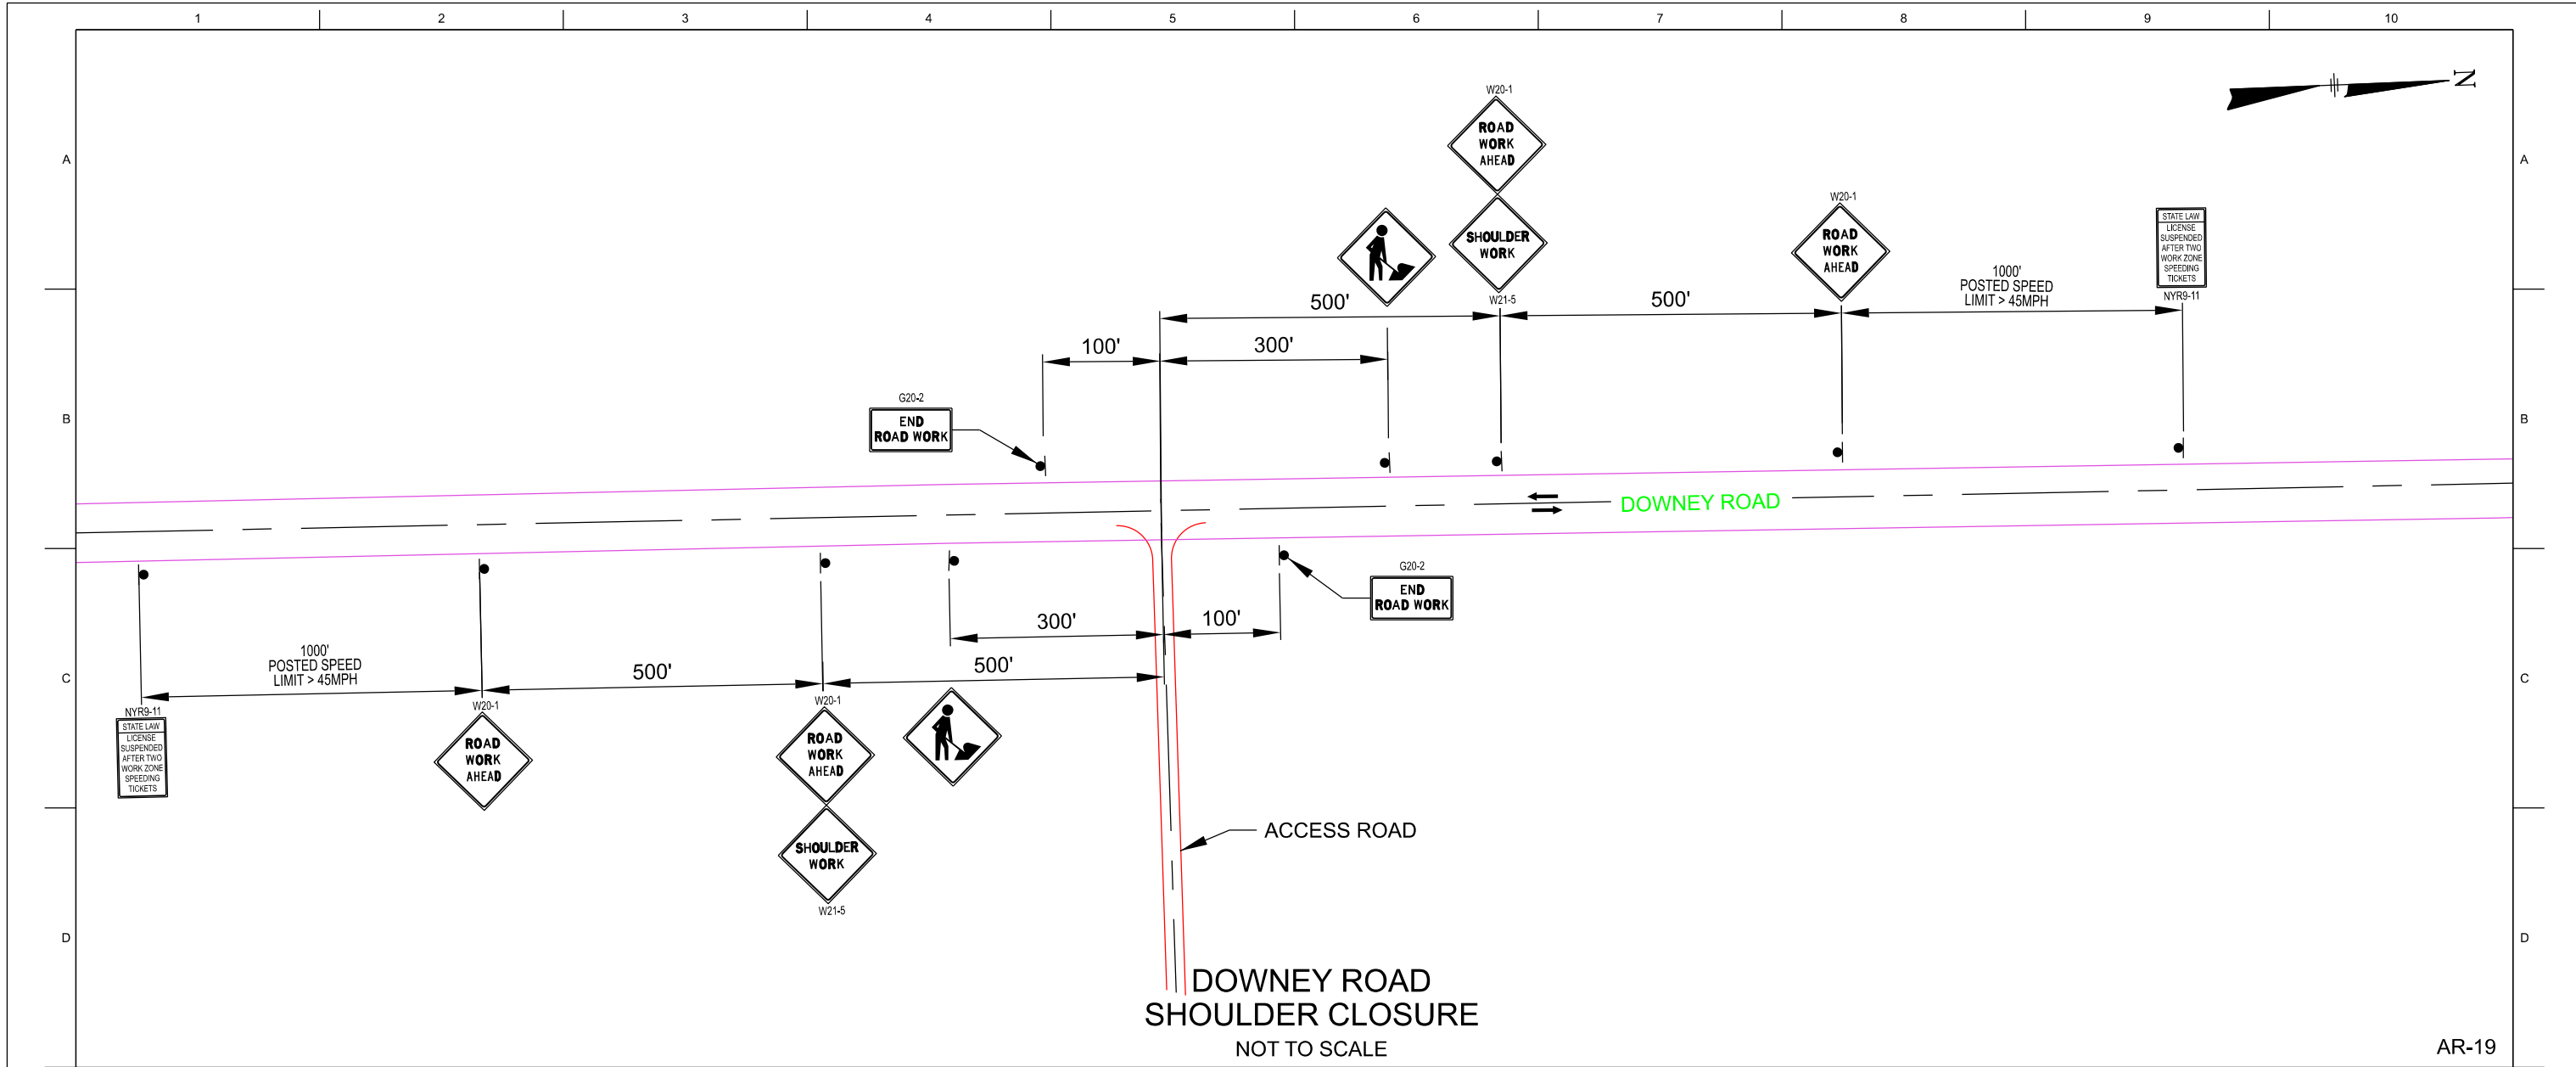 1 2 3 4 5 6 7 8 9 10
N
A
A
W20-1
ROAD
WORK
AHEAD
SHOULDER
WORK
W21-5
W20-1
ROAD
WORK
AHEAD
STATE LAW
LICENSE
SUSPENDED
AFTER TWO
WORK ZONE
SPEEDING
TICKETS
NYR9-11
500'
500'
1000'
POSTED SPEED
LIMIT > 45MPH
100'
300'
B
B
G20-2
END
ROAD WORK
DOWNEY ROAD
G20-2
END
ROAD WORK
300'
100'
1000'
POSTED SPEED
LIMIT > 45MPH
500'
500'
C
C
NYR9-11
STATE LAW
LICENSE
SUSPENDED
AFTER TWO
WORK ZONE
SPEEDING
TICKETS
W20-1
ROAD
WORK
AHEAD
W20-1
ROAD
WORK
AHEAD
SHOULDER
WORK
W21-5
ACCESS ROAD
D
D
DOWNEY ROAD
SHOULDER CLOSURE
NOT TO SCALE
AR-19